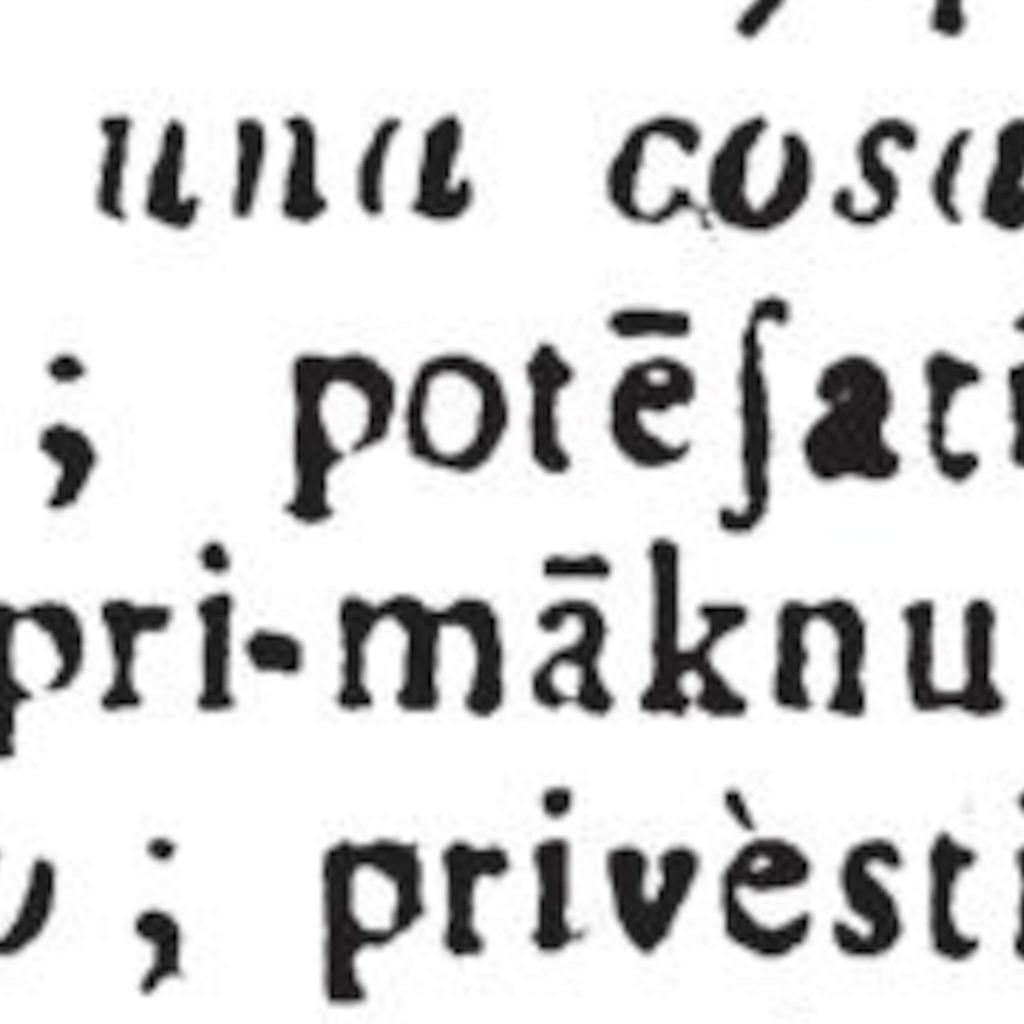 una cosa
; potēſati
pri-māknu
; privèsti